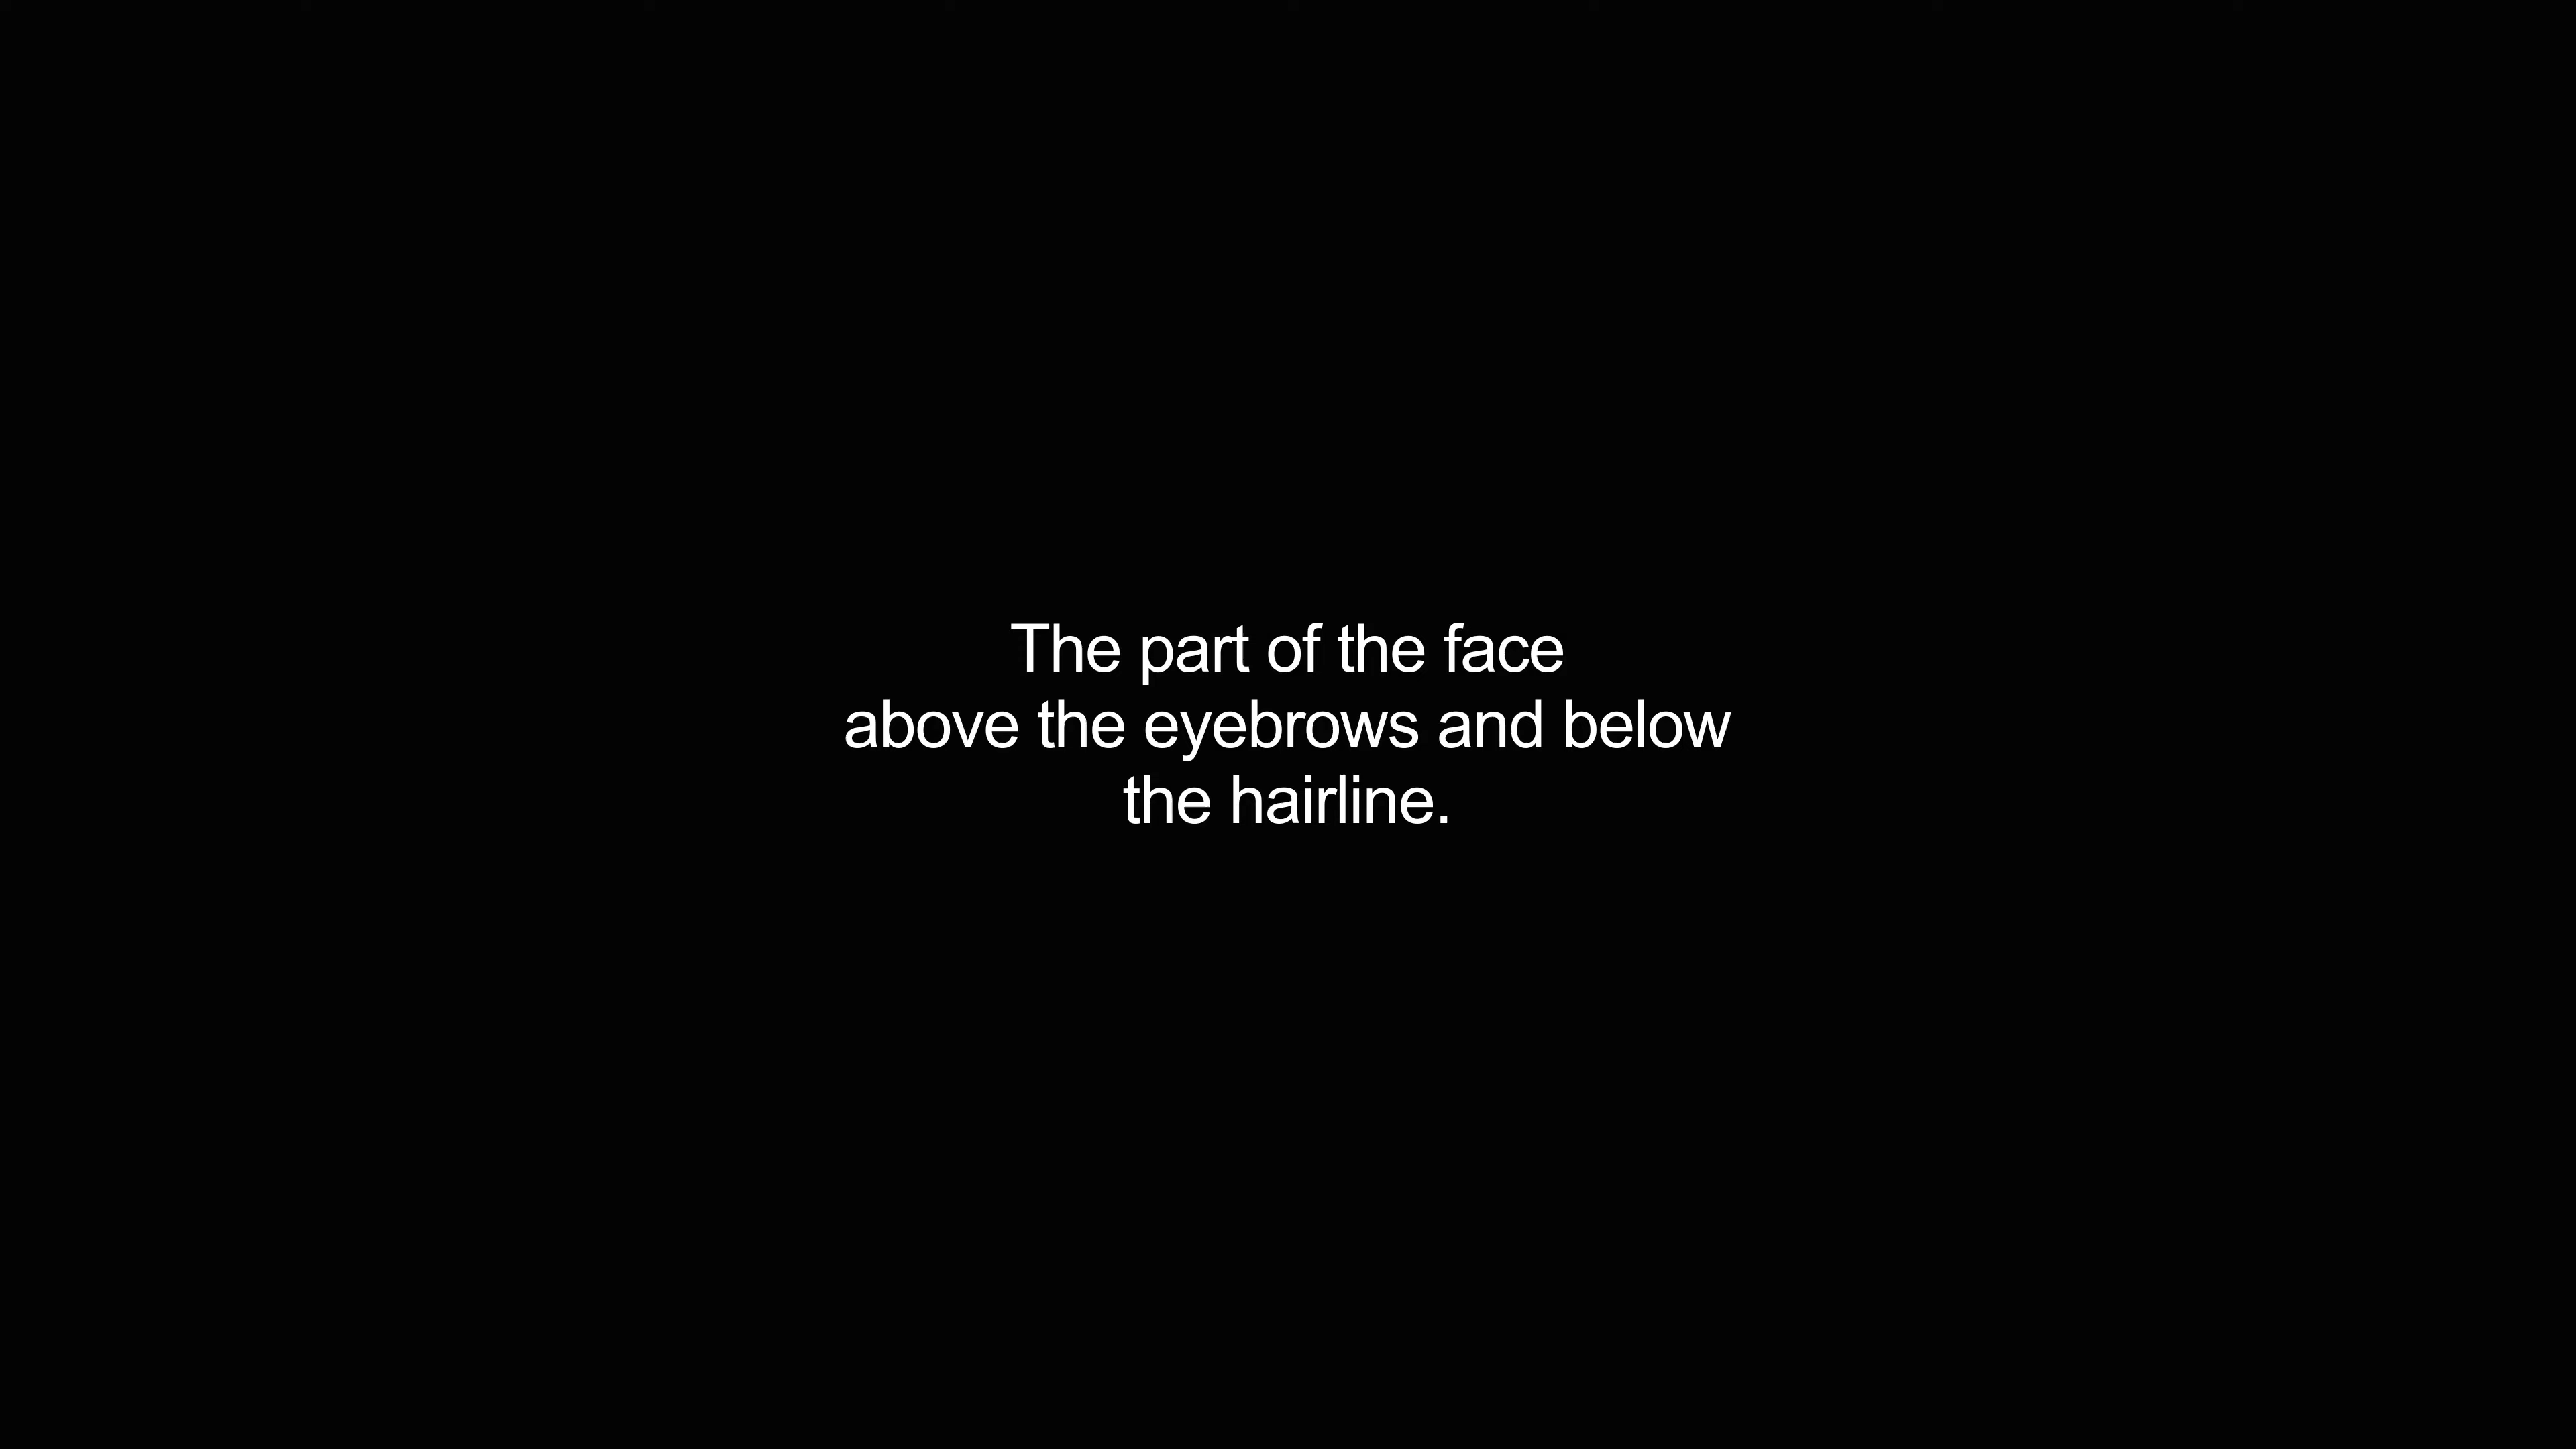 The part of the face
above the eyebrows and below
the hairline.